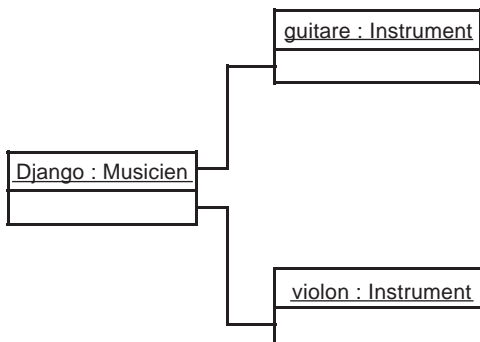 guitare : Instrument
Django : Musicien
violon : Instrument